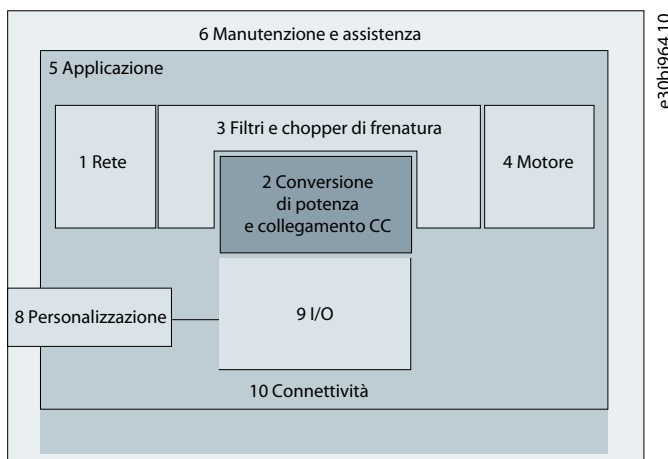 6 Manutenzione e assistenza
5 Applicazione
3 Filtri e chopper di frenatura
1 Rete
4 Motore
2 Conversione
di potenza
e collegamento CC
8 Personalizzazione
9 I/O
10 Connettività
e30bj964.10